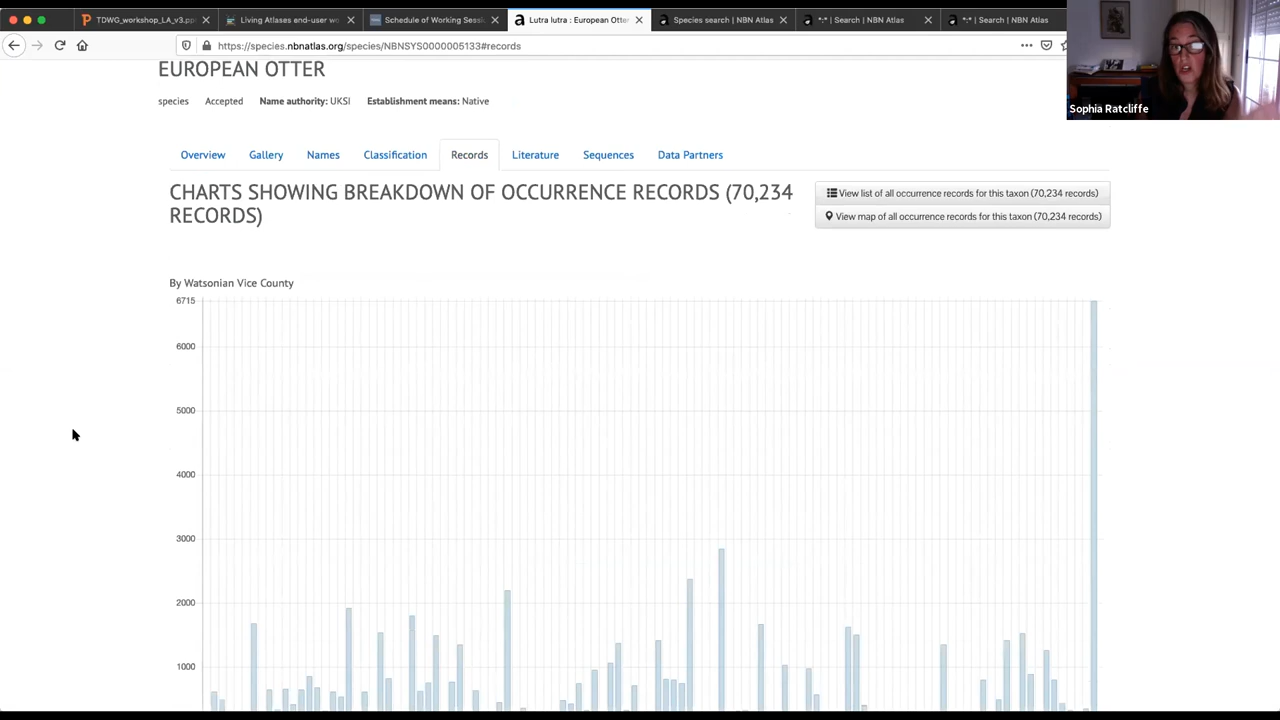 TDWG_workshop_LA_v3.pp
Living Atlases end-user w
Schedule of Working Sessi
Lutra lutra : European Otter
Species search | NBN Atlas
*:* | Search | NBN Atlas
*:* | Search | NBN Atlas
https://species.nbnatlas.org/species/NBNSYS0000005133#records
Sophia Ratcliffe
EUROPEAN OTTER
species Accepted Name authority: UKSI Establishment means: Native
Overview Gallery Names Classification Records Literature Sequences Data Partners
CHARTS SHOWING BREAKDOWN OF OCCURRENCE RECORDS (70,234
RECORDS)
View list of all occurrence records for this taxon (70,234 records)
View map of all occurrence records for this taxon (70,234 records)
By Watsonian Vice County
6715
6000
5000
4000
3000
2000
1000